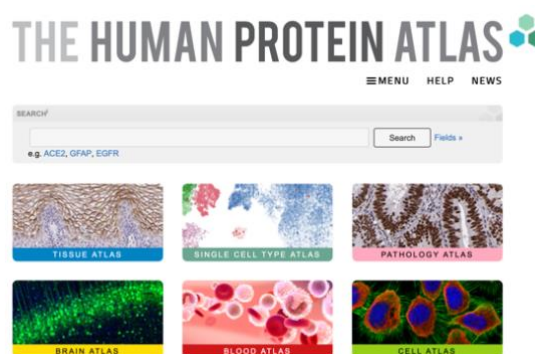 THE HUMAN PROTEIN ATLAS
☰MENU HELP NEWS
SEARCHi
Search Fields »
e.g. ACE2, GFAP, EGFR
TISSUE ATLAS SINGLE CELL TYPE ATLAS PATHOLOGY ATLAS
BRAIN ATLAS BLOOD ATLAS CELL ATLAS